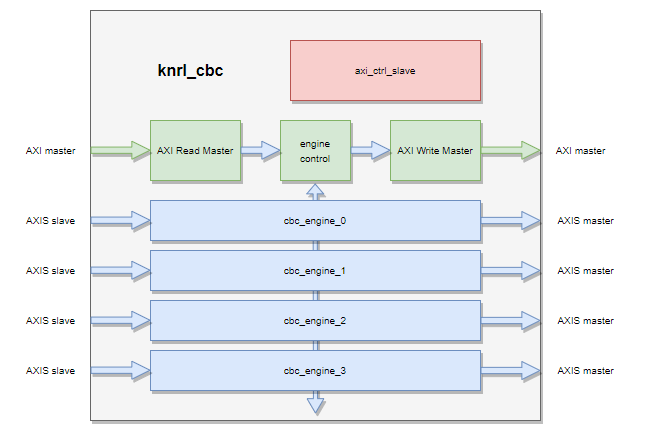 knrl_cbc
axi_ctrl_slave
AXI master
AXI Read Master
engine
control
AXI Write Master
AXI master
AXIS slave
cbc_engine_0
AXIS master
AXIS slave
cbc_engine_1
AXIS master
AXIS slave
cbc_engine_2
AXIS master
AXIS slave
cbc_engine_3
AXIS master